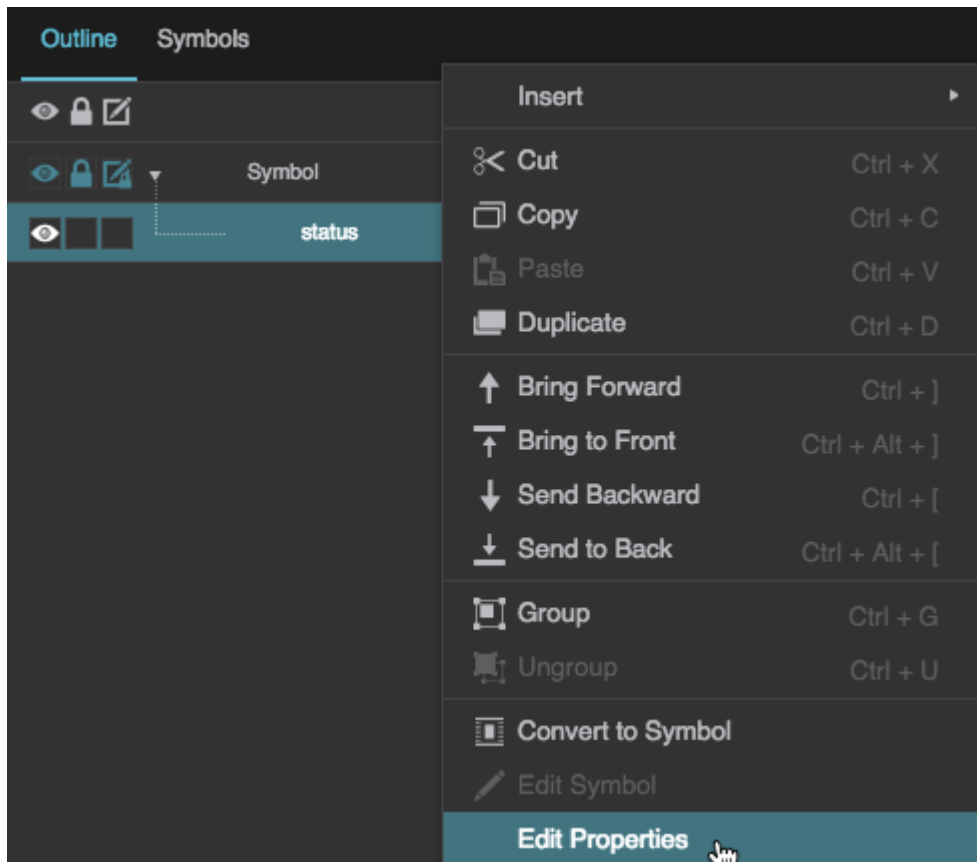 Outline Symbols
Insert
Symbol
status
Cut Ctrl + X
Copy Ctrl + C
Paste Ctrl + V
Duplicate Ctrl + D
Bring Forward Ctrl + ]
Bring to Front Ctrl + Alt + ]
Send Backward Ctrl + [
Send to Back Ctrl + Alt + [
Group Ctrl + G
Ungroup Ctrl + U
Convert to Symbol
Edit Symbol
Edit Properties